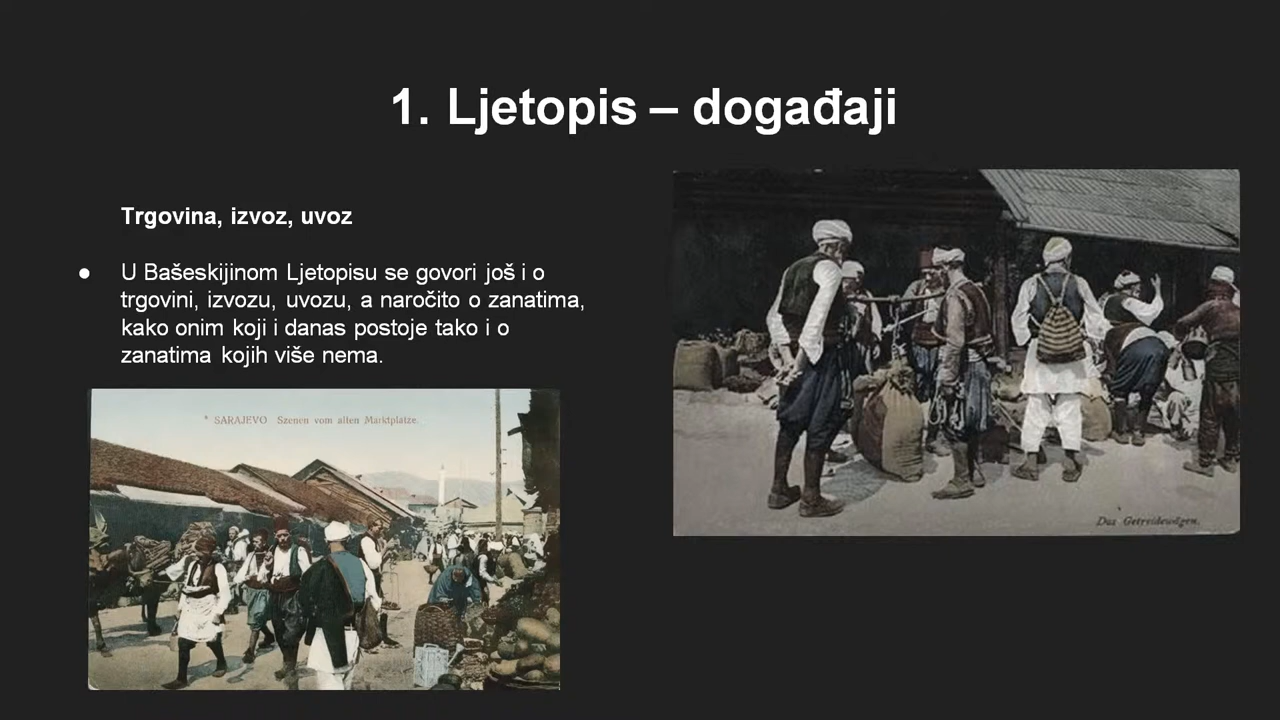 1. Ljetopis – događaji
Trgovina, izvoz, uvoz
● U Bašeskijinom Ljetopisu se govori još i o
trgovini, izvozu, uvozu, a naročito o zanatima,
kako onim koji i danas postoje tako i o
zanatima kojih više nema.
* SARAJEVO Szenen vom alten Marktplatze.
Das Getreidewägen.